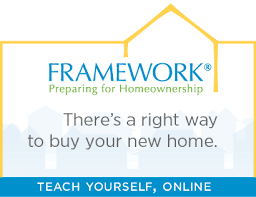 FRAMEWORK®
Preparing for Homeownership
There's a right way
to buy your new home.
TEACH YOURSELF, ONLINE